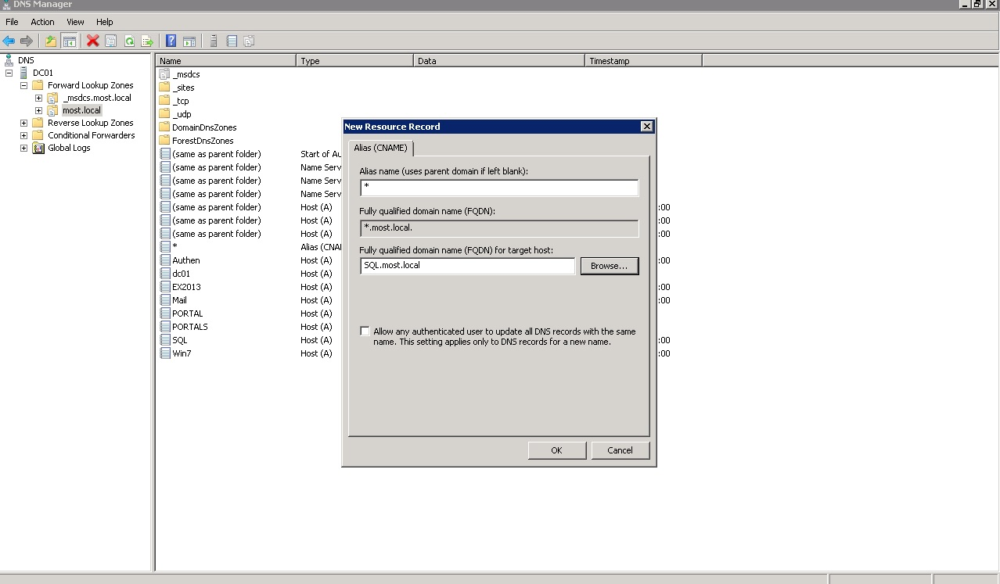 DNS Manager
File Action View Help
DNS
DC01
Forward Lookup Zones
_msdcs.most.local
most.local
Reverse Lookup Zones
Conditional Forwarders
Global Logs
Name Type Data Timestamp
_msdcs
_sites
_tcp
_udp
DomainDnsZones
ForestDnsZones
(same as parent folder) Start of Au
(same as parent folder) Name Serv
(same as parent folder) Name Serv
(same as parent folder) Name Serv
(same as parent folder) Host (A) :00
(same as parent folder) Host (A) :00
(same as parent folder) Host (A) :00
* Alias (CNA
Authen Host (A) :00
dc01 Host (A)
EX2013 Host (A) :00
Mail Host (A) :00
PORTAL Host (A)
PORTALS Host (A)
SQL Host (A) :00
Win7 Host (A) :00
New Resource Record
Alias (CNAME)
Alias name (uses parent domain if left blank):
*
Fully qualified domain name (FQDN):
*.most.local.
Fully qualified domain name (FQDN) for target host:
SQL.most.local Browse...
Allow any authenticated user to update all DNS records with the same
name. This setting applies only to DNS records for a new name.
OK Cancel